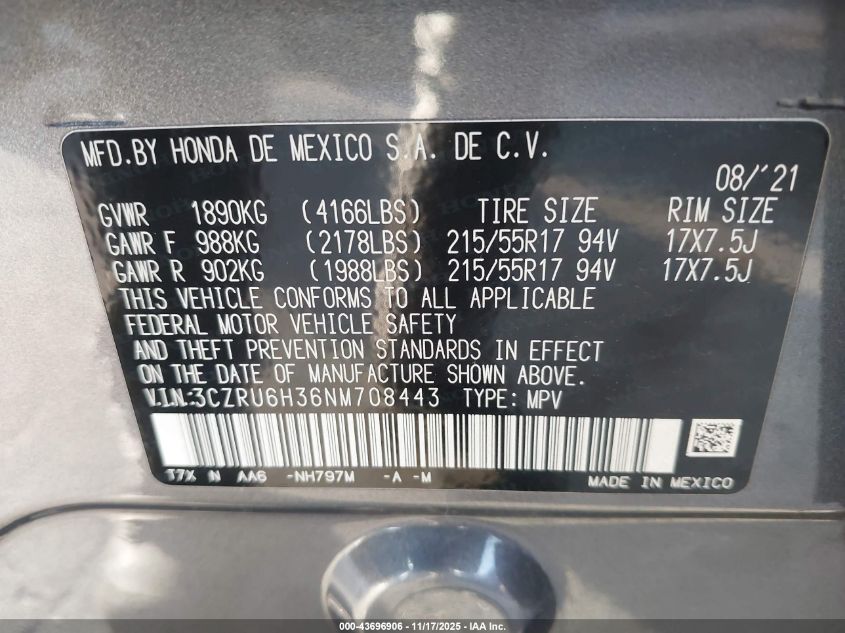 MFD.BY HONDA DE MEXICO S.A. DE C.V.
08/'21
GVWR 1890KG (4166LBS) TIRE SIZE RIM SIZE
GAWR F 988KG (2178LBS) 215/55R17 94V 17X7.5J
GAWR R 902KG (1988LBS) 215/55R17 94V 17X7.5J
THIS VEHICLE CONFORMS TO ALL APPLICABLE
FEDERAL MOTOR VEHICLE SAFETY
AND THEFT PREVENTION STANDARDS IN EFFECT
ON THE DATE OF MANUFACTURE SHOWN ABOVE.
V.I.N:3CZRU6H36NM708443 TYPE: MPV
T7X N AA6 -NH797M -A -M MADE IN MEXICO
000-43696906 - 11/17/2025 - IAA Inc.